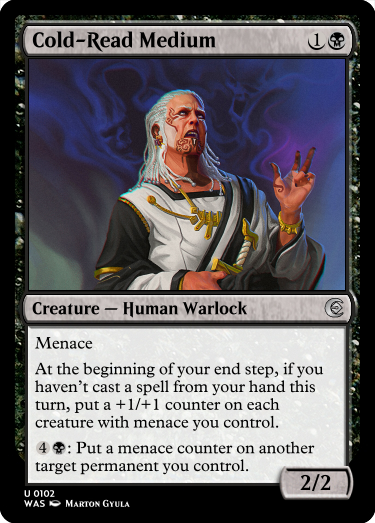 Cold-Read Medium 1
Creature — Human Warlock
Menace
At the beginning of your end step, if you
haven't cast a spell from your hand this
turn, put a +1/+1 counter on each
creature with menace you control.
4: Put a menace counter on another
target permanent you control.
2/2
U 0102
WAS Marton Gyula